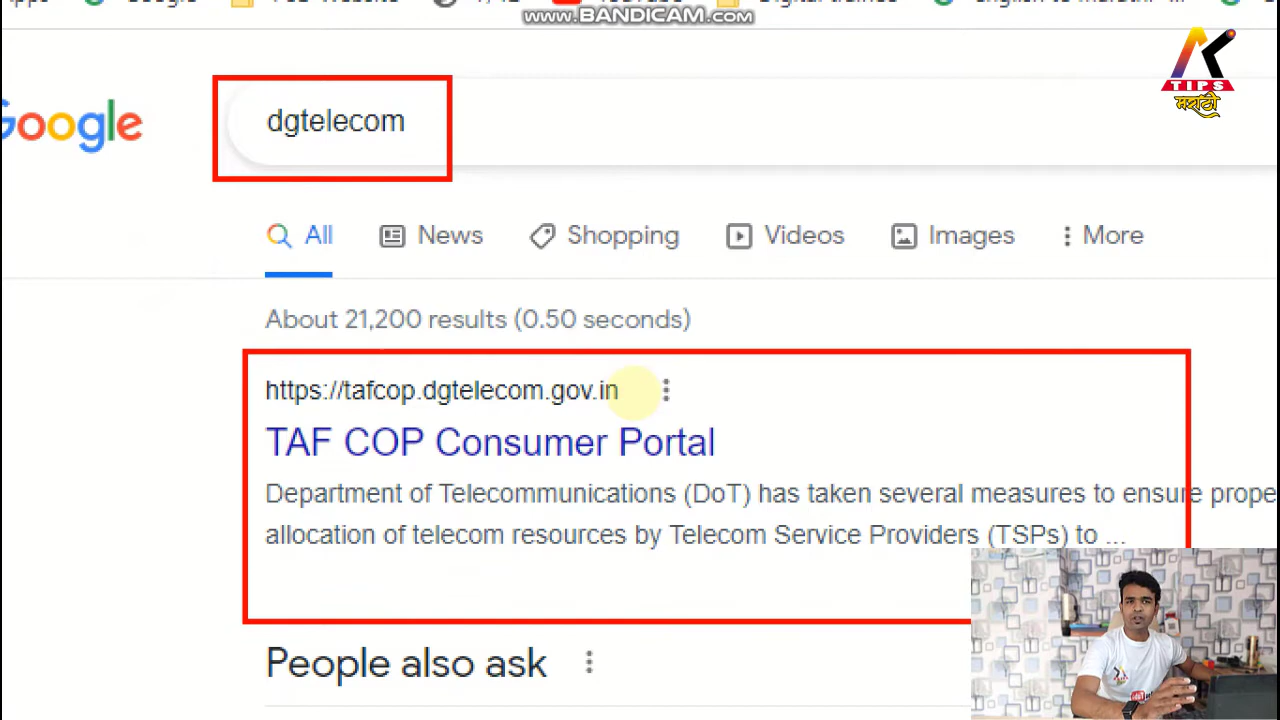 www.BANDICAM.com
Google
dgtelecom
TIPS
मराठी
All
News
Shopping
Videos
Images
More
About 21,200 results (0.50 seconds)
https://tafcop.dgtelecom.gov.in
TAF COP Consumer Portal
Department of Telecommunications (DoT) has taken several measures to ensure prope
allocation of telecom resources by Telecom Service Providers (TSPs) to ...
People also ask